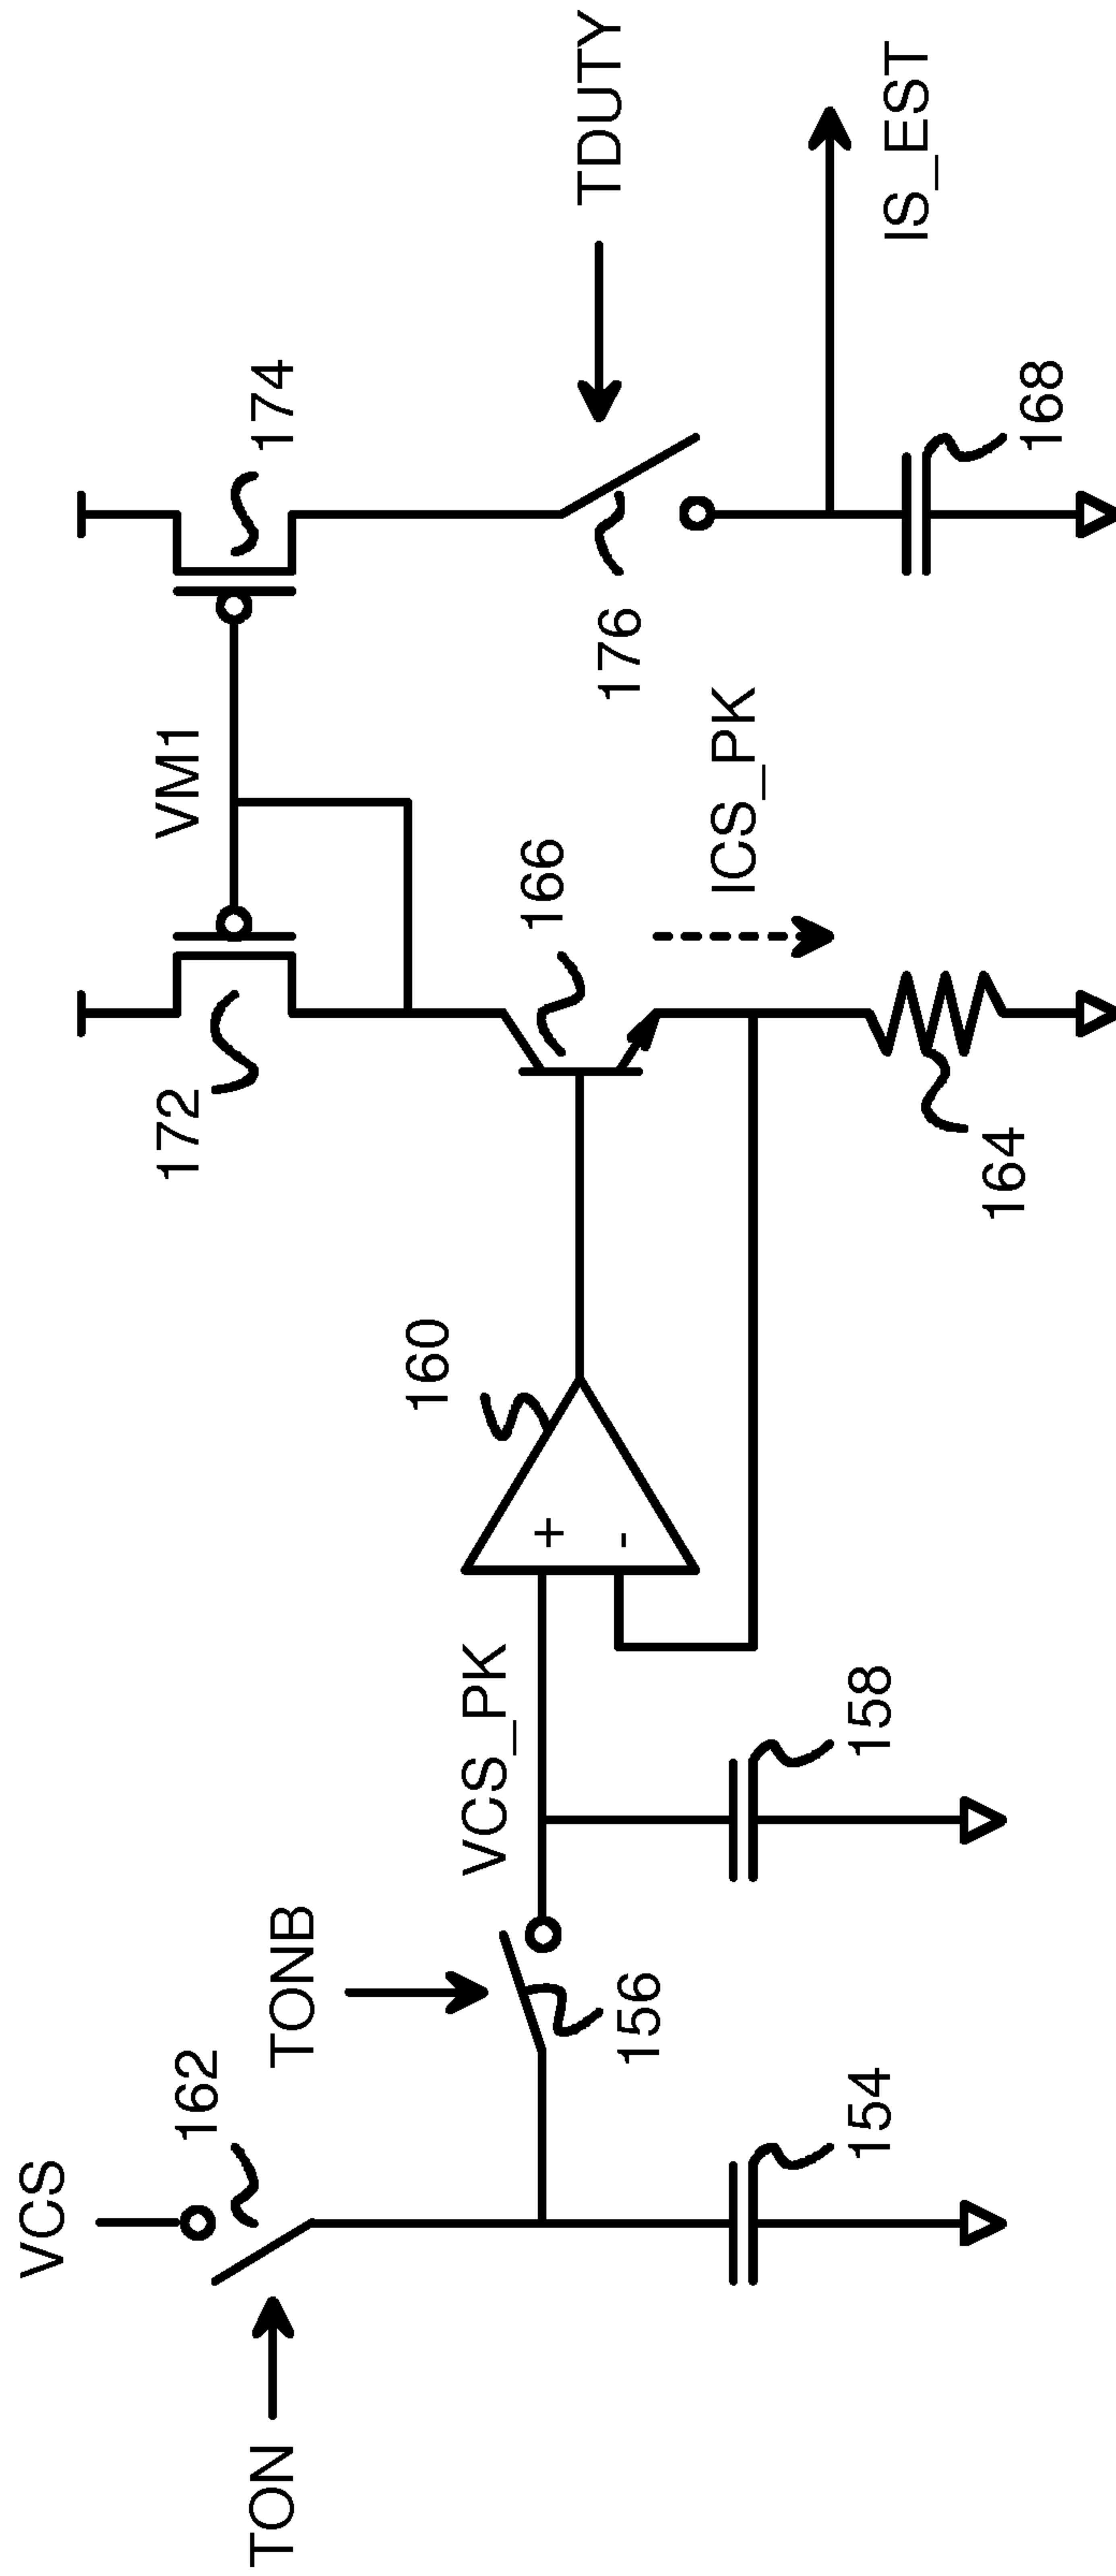 VCS
TON
162
TONB
156
154
VCS_PK
158
+
-
160
172
VM1
174
166
ICS_PK
164
176
TDUTY
IS_EST
168